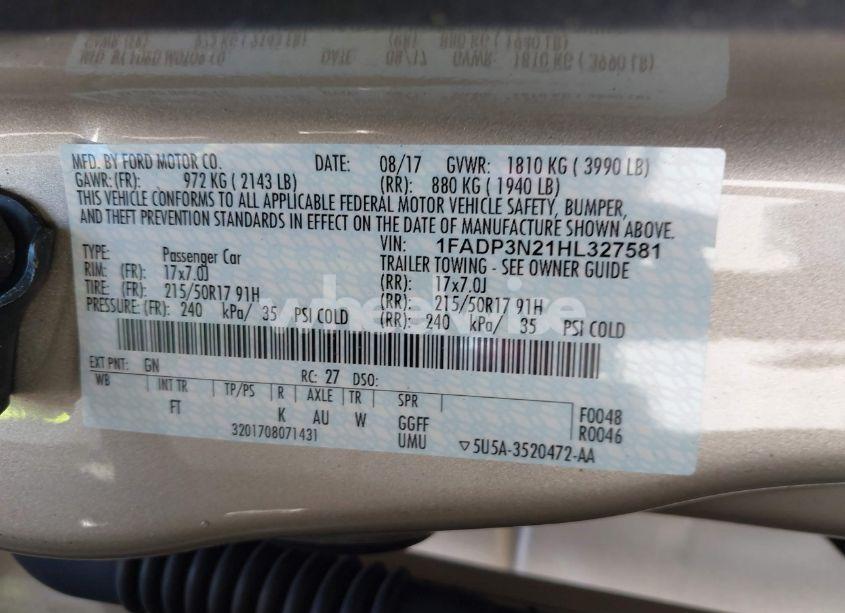 MFD. BY FORD MOTOR CO. DATE: 08/17 GVWR: 1810 KG ( 3990 LB)
GAWR: (FR): 972 KG ( 2143 LB) (RR): 880 KG ( 1940 LB)
THIS VEHICLE CONFORMS TO ALL APPLICABLE FEDERAL MOTOR VEHICLE SAFETY, BUMPER,
AND THEFT PREVENTION STANDARDS IN EFFECT ON THE DATE OF MANUFACTURE SHOWN ABOVE.
VIN: 1FADP3N21HL327581
TYPE: Passenger Car TRAILER TOWING - SEE OWNER GUIDE
RIM: (FR): 17x7.0J (RR): 17x7.0J
TIRE: (FR): 215/50R17 91H (RR): 215/50R17 91H
PRESSURE: (FR): 240 kPa/ 35 PSI COLD (RR): 240 kPa/ 35 PSI COLD
EXT PNT: GN RC: 27 DSO:
WB INT TR TP/PS R AXLE TR SPR
FT K AU W GGFF F0048
3201708071431 UMU R0046
▽5U5A-3520472-AA